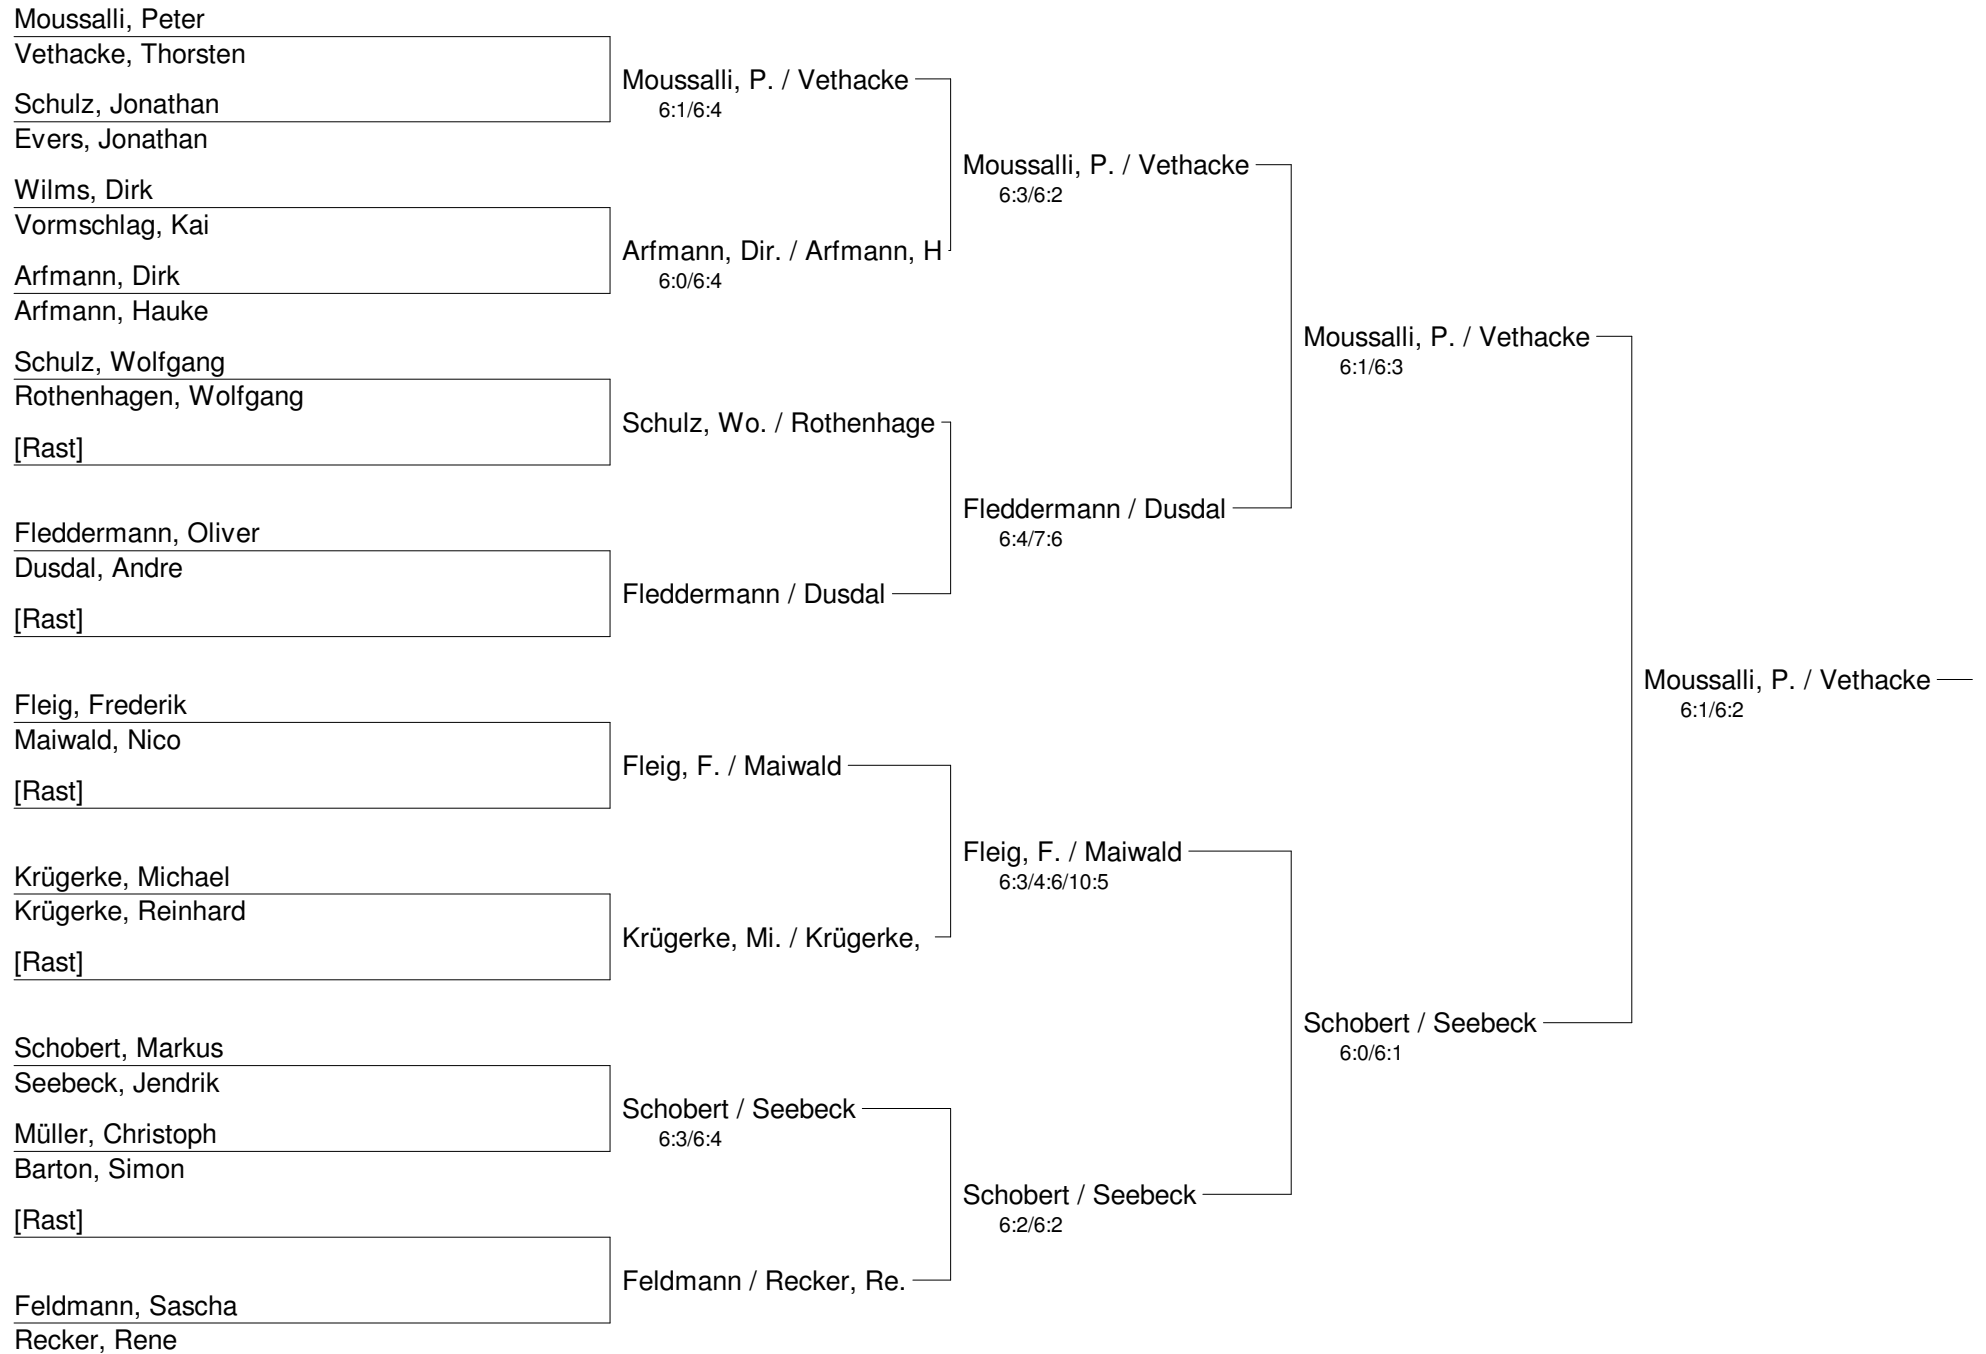 Moussalli, Peter
Vethacke, Thorsten
Schulz, Jonathan
Evers, Jonathan
Wilms, Dirk
Vormschlag, Kai
Arfmann, Dirk
Arfmann, Hauke
Schulz, Wolfgang
Rothenhagen, Wolfgang
[Rast]
Fleddermann, Oliver
Dusdal, Andre
[Rast]
Fleig, Frederik
Maiwald, Nico
[Rast]
Krügerke, Michael
Krügerke, Reinhard
[Rast]
Schobert, Markus
Seebeck, Jendrik
Müller, Christoph
Barton, Simon
[Rast]
Feldmann, Sascha
Recker, Rene
Moussalli, P. / Vethacke
6:1/6:4
Arfmann, Dir. / Arfmann, H
6:0/6:4
Schulz, Wo. / Rothenhage
Fleddermann / Dusdal
Fleig, F. / Maiwald
Krügerke, Mi. / Krügerke,
Schobert / Seebeck
6:3/6:4
Feldmann / Recker, Re.
Moussalli, P. / Vethacke
6:3/6:2
Fleddermann / Dusdal
6:4/7:6
Fleig, F. / Maiwald
6:3/4:6/10:5
Schobert / Seebeck
6:2/6:2
Moussalli, P. / Vethacke
6:1/6:3
Schobert / Seebeck
6:0/6:1
Moussalli, P. / Vethacke
6:1/6:2